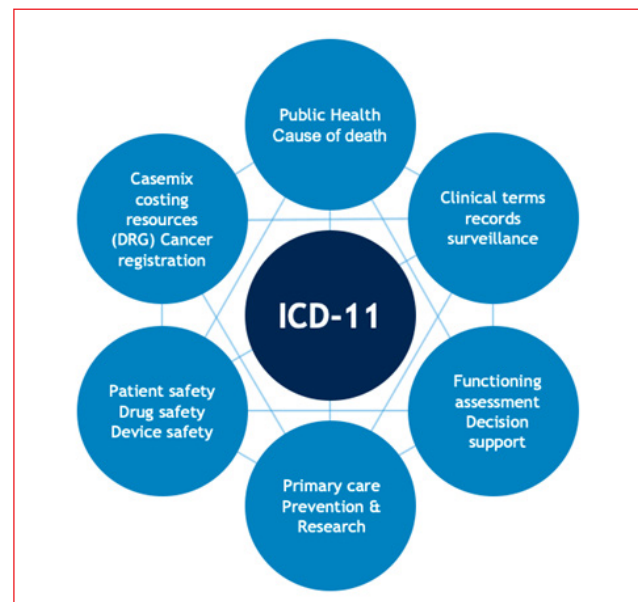 Public Health
Cause of death
Casemix
costing
resources
(DRG) Cancer
registration
Clinical terms
records
surveillance
ICD-11
Patient safety
Drug safety
Device safety
Functioning
assessment
Decision
support
Primary care
Prevention &
Research